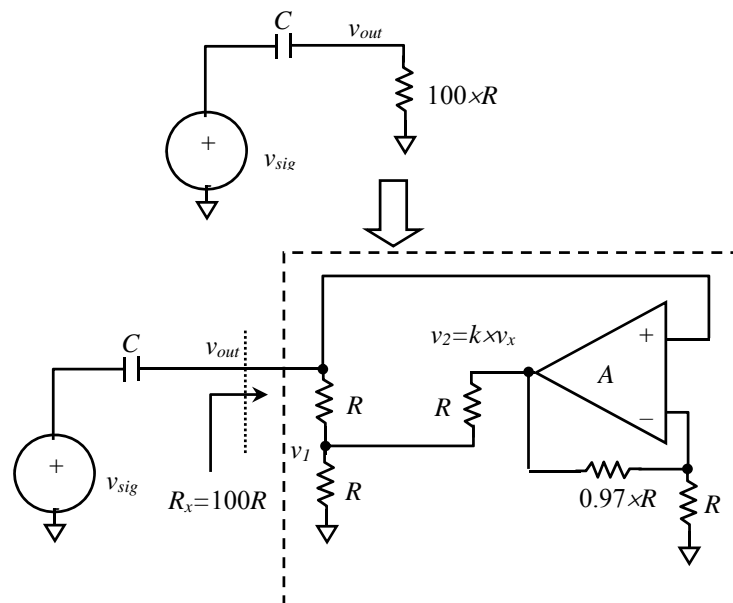 C
v_out
100×R
+
v_sig
C
v_out
v_2=k×v_x
+
A
−
R
R
v_1
+
v_sig
R_x=100R
R
0.97×R
R